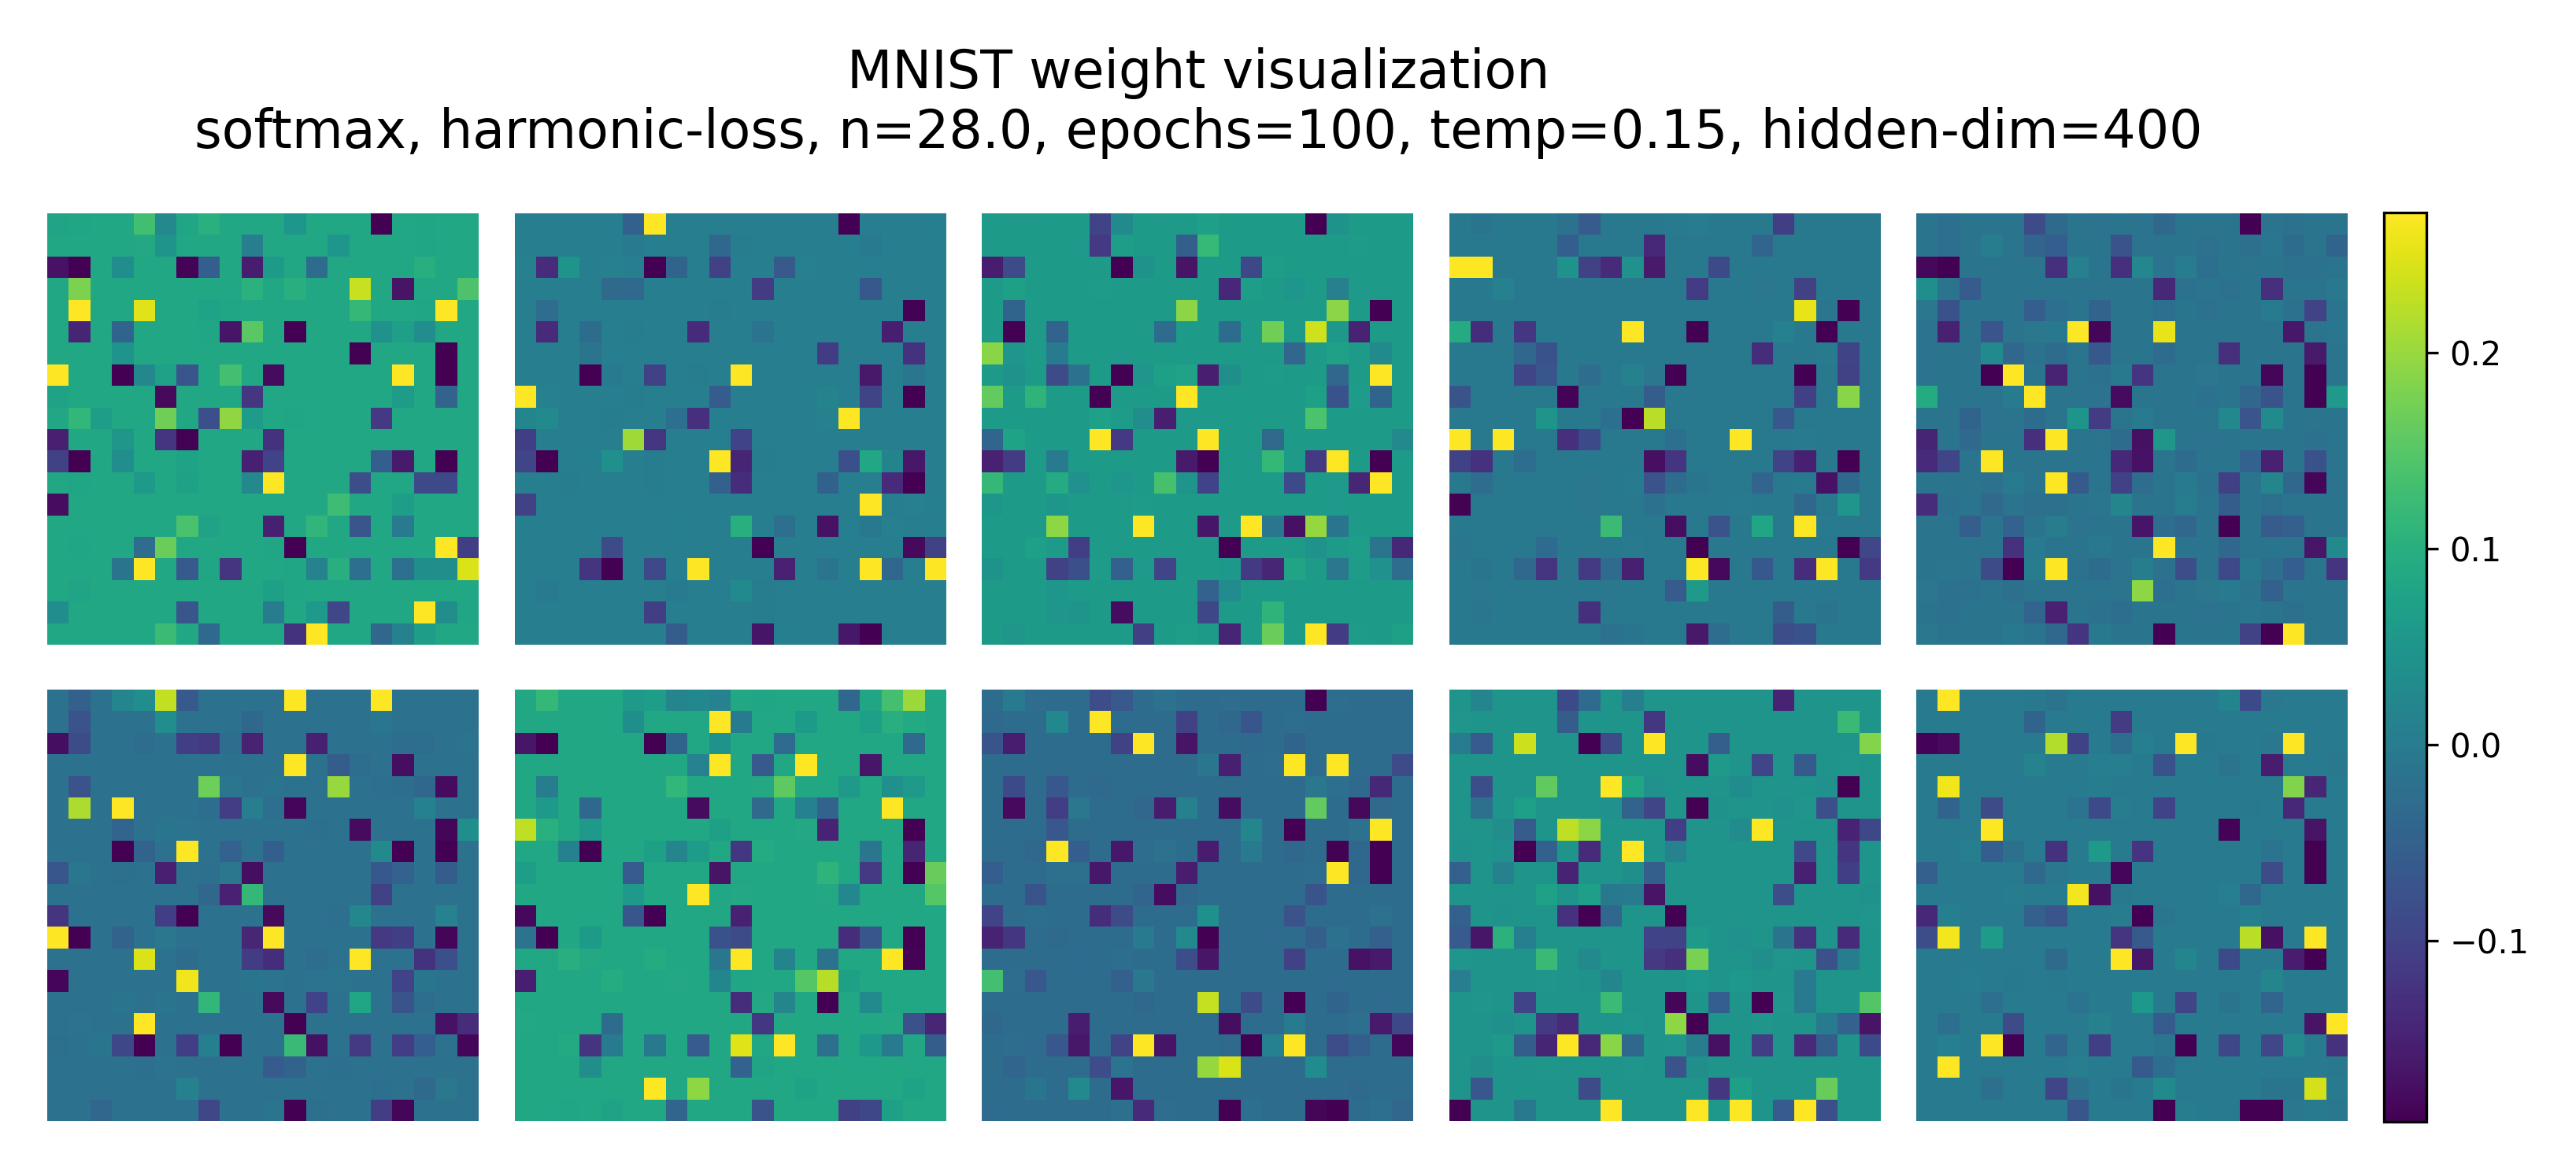 MNIST weight visualization
softmax, harmonic-loss, n=28.0, epochs=100, temp=0.15, hidden-dim=400
0.2
0.1
0.0
−0.1